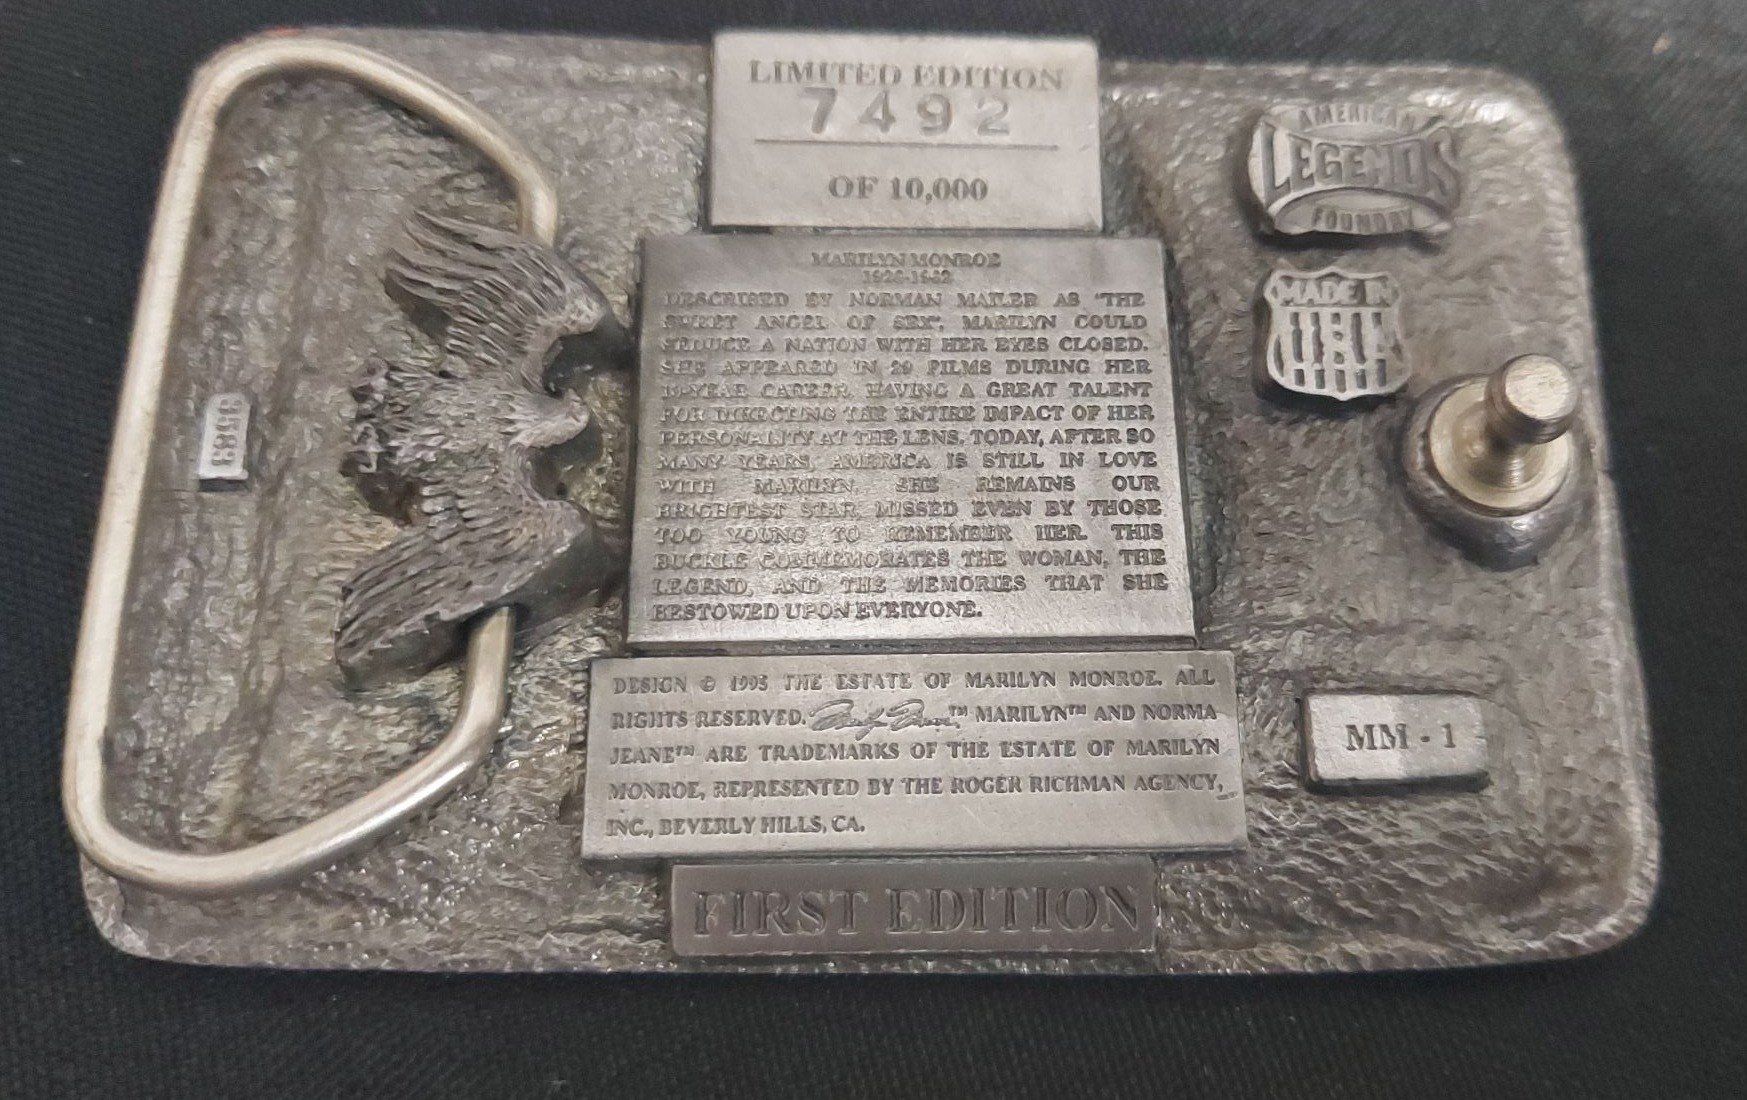 LIMITED EDITION
7492
OF 10,000
AMERICAN
LEGENDS
FOUNDRY
MADE IN
USA
MARILYN MONROE
1926-1962
DESCRIBED BY NORMAN MAILER AS "THE
SWEET ANGEL OF SEX", MARILYN COULD
SEDUCE A NATION WITH HER EYES CLOSED.
SHE APPEARED IN 29 FILMS DURING HER
-YEAR CAREER, HAVING A GREAT TALENT
FOR DIRECTING THE ENTIRE IMPACT OF HER
PERSONALITY AT THE LENS. TODAY, AFTER SO
MANY YEARS, AMERICA IS STILL IN LOVE
WITH MARILYN. SHE REMAINS OUR
BRIGHTEST STAR, MISSED EVEN BY THOSE
TOO YOUNG TO REMEMBER HER. THIS
BUCKLE COMMEMORATES THE WOMAN, THE
LEGEND, AND THE MEMORIES THAT SHE
BESTOWED UPON EVERYONE.
8583
DESIGN © 1995 THE ESTATE OF MARILYN MONROE. ALL
RIGHTS RESERVED. Marilyn Monroe™ MARILYN™ AND NORMA
JEANE™ ARE TRADEMARKS OF THE ESTATE OF MARILYN
MONROE, REPRESENTED BY THE ROGER RICHMAN AGENCY,
INC., BEVERLY HILLS, CA.
MM - 1
FIRST EDITION